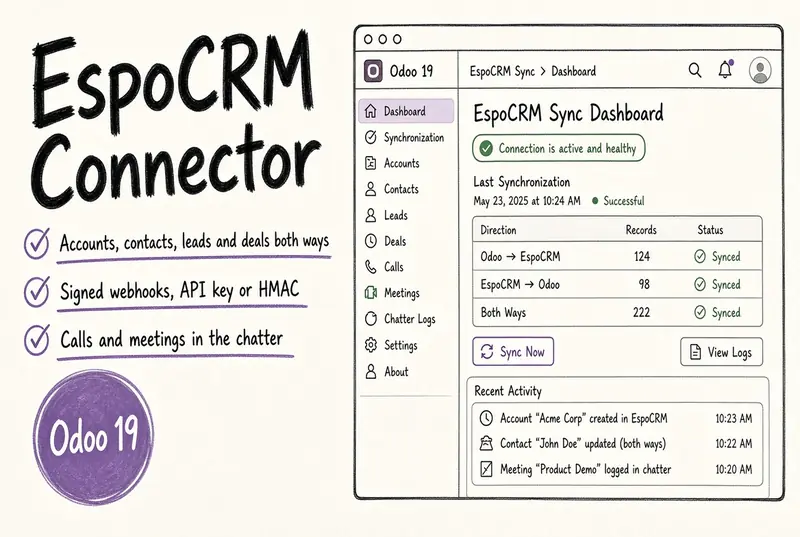 EspoCRM
Connector
Accounts, contacts, leads and deals both ways
Signed webhooks, API key or HMAC
Calls and meetings in the chatter
Odoo 19
Odoo 19
EspoCRM Sync > Dashboard
Dashboard
Synchronization
Accounts
Contacts
Leads
Deals
Calls
Meetings
Chatter Logs
Settings
About
EspoCRM Sync Dashboard
Connection is active and healthy
Last Synchronization
May 23, 2025 at 10:24 AM Successful
Direction Records Status
Odoo → EspoCRM 124 Synced
EspoCRM → Odoo 98 Synced
Both Ways 222 Synced
Sync Now View Logs
Recent Activity
Account “Acme Corp” created in EspoCRM 10:23 AM
Contact “John Doe” updated (both ways) 10:22 AM
Meeting “Product Demo” logged in chatter 10:20 AM